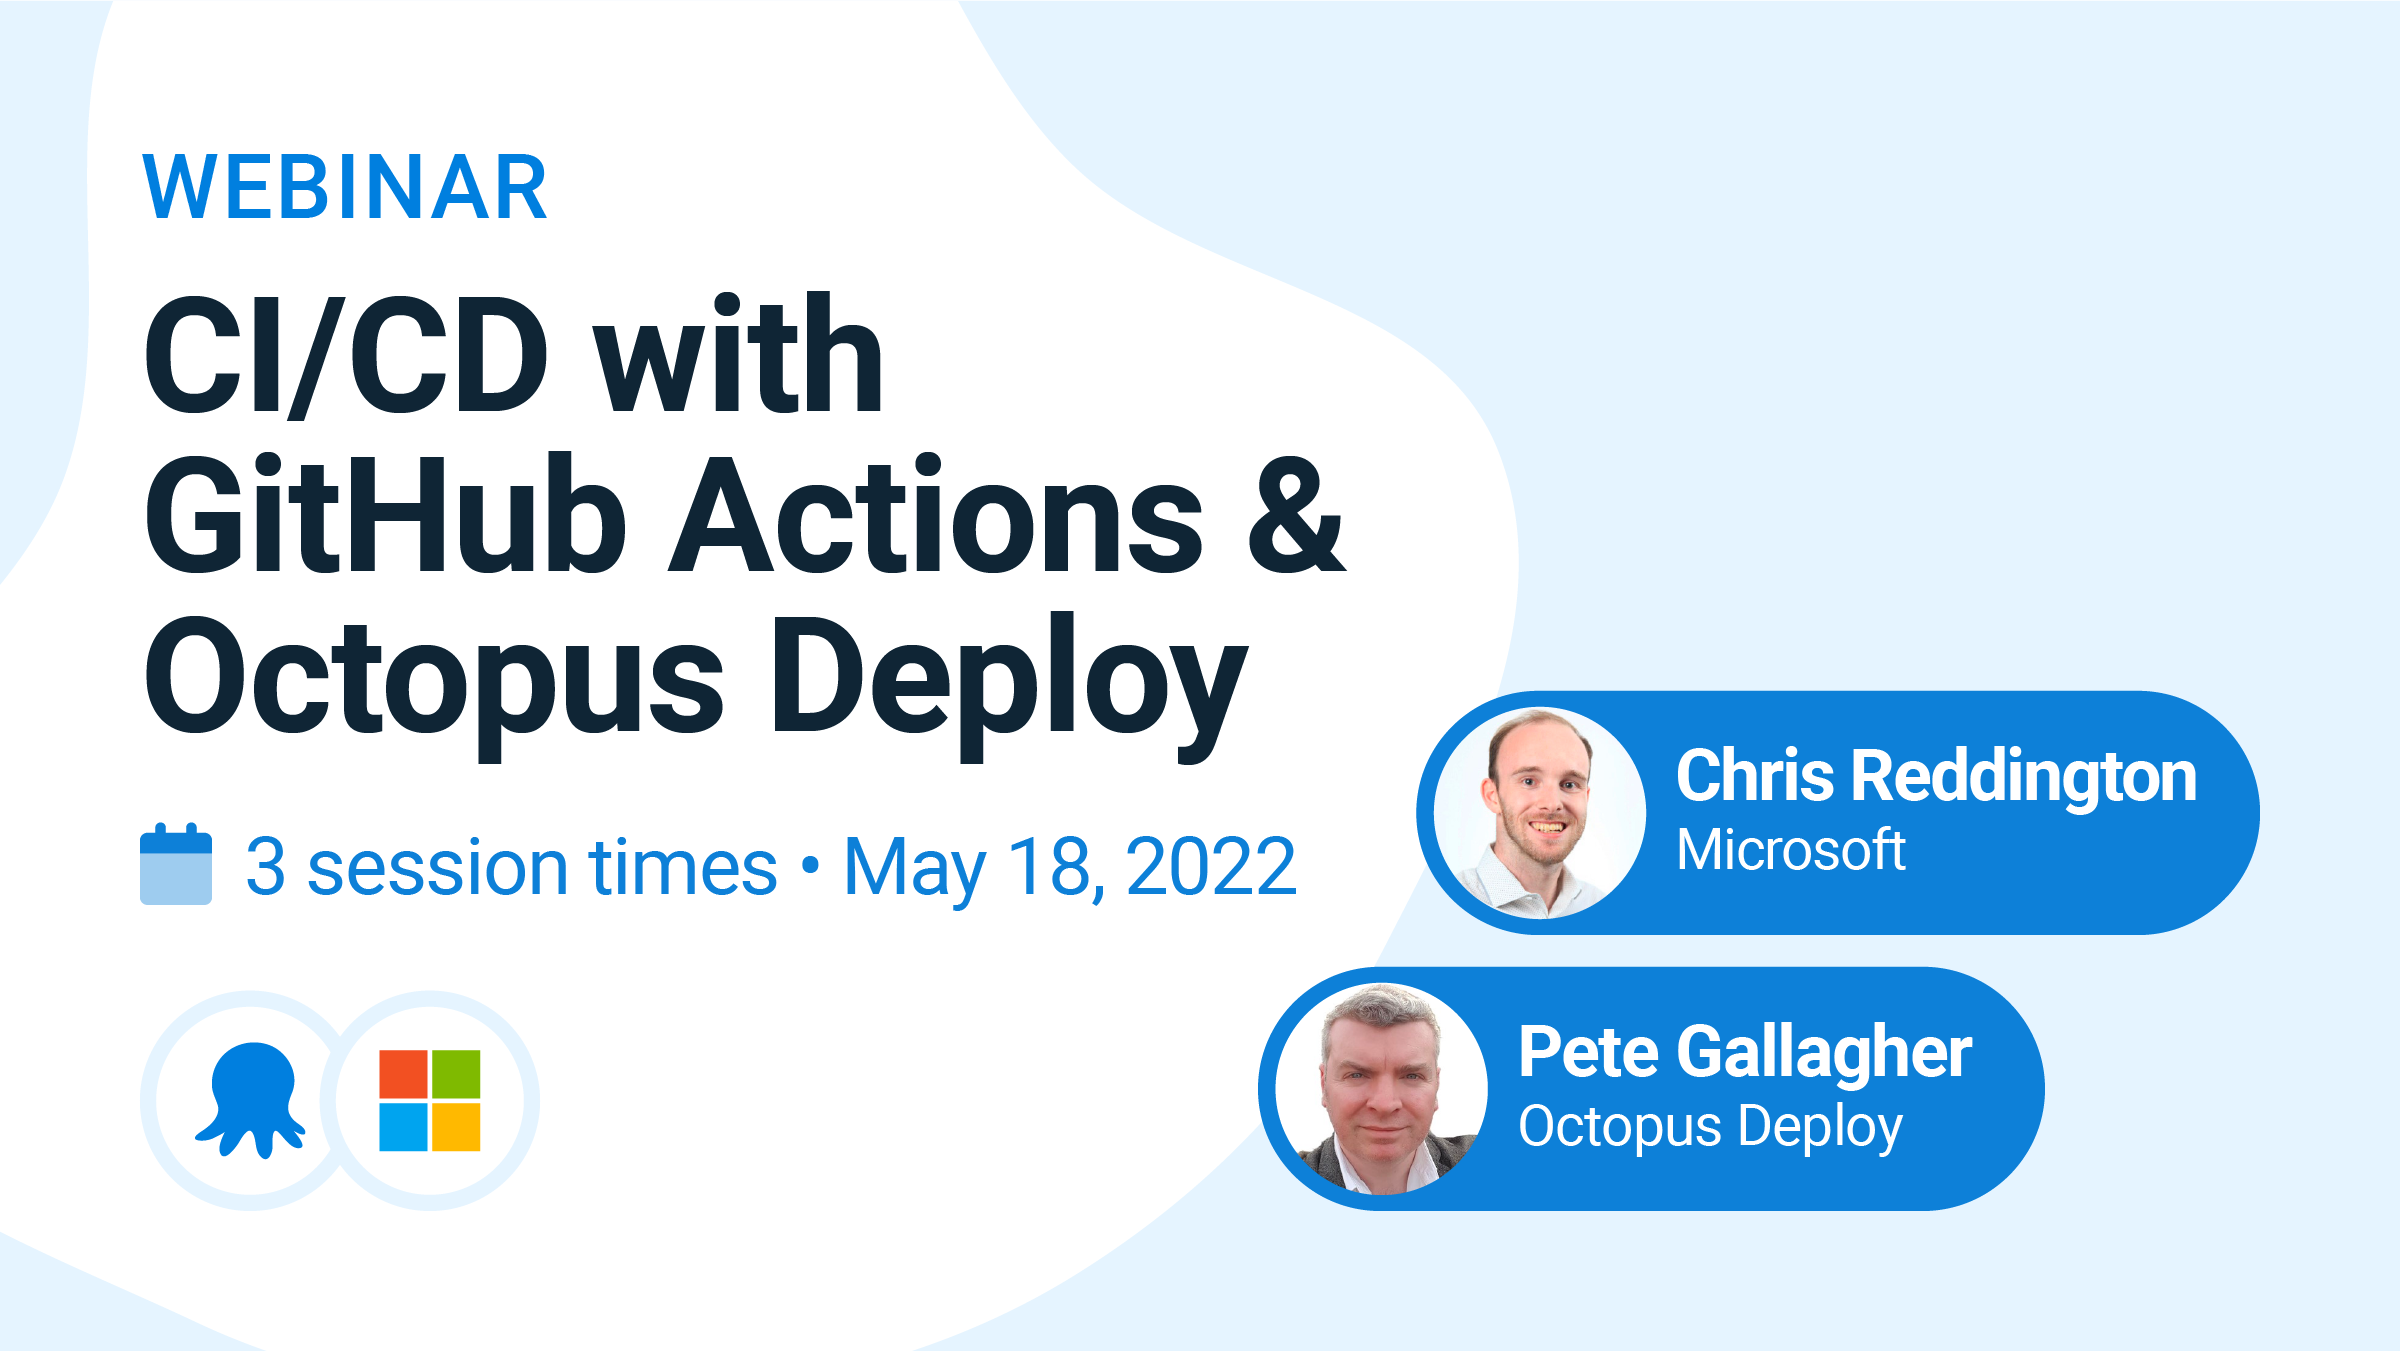 WEBINAR
CI/CD with
GitHub Actions &
Octopus Deploy
3 session times • May 18, 2022
Chris Reddington
Microsoft
Pete Gallagher
Octopus Deploy